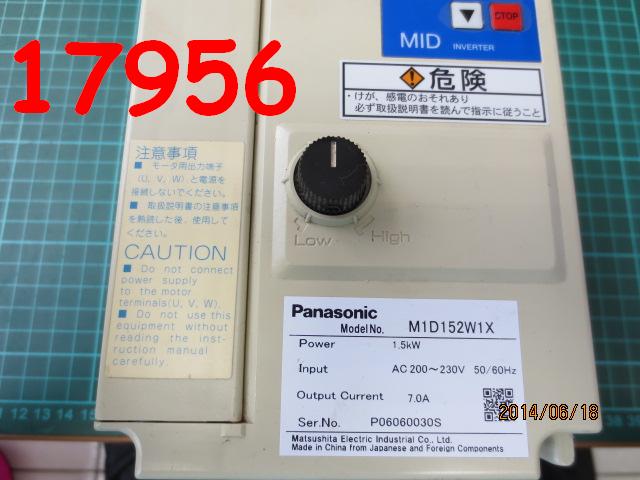 17956
STOP
MID INVERTER
危険
・けが、感電のおそれあり
必ず取扱説明書を読んで指示に従うこと
注意事項
■ モータ用出力端子
(U, V, W).と電源を
接続しないでください。
■ 取扱説明書の注意事項
を熟読した後、使用して
ください。
CAUTION
■ Do not connect
power supply
to the motor
terminals(U, V, W).
■ Do not use this
equipment without
reading the inst-
ruction manual
carefully.
Low High
Panasonic
Model No. M1D152W1X
Power 1.5kW
Input AC 200～230V 50/60Hz
Output Current 7.0A
Ser.No. P06060030S
Matsushita Electric Industrial Co., Ltd.
Made in China from Japanese and Foreign Components
2014/06/18